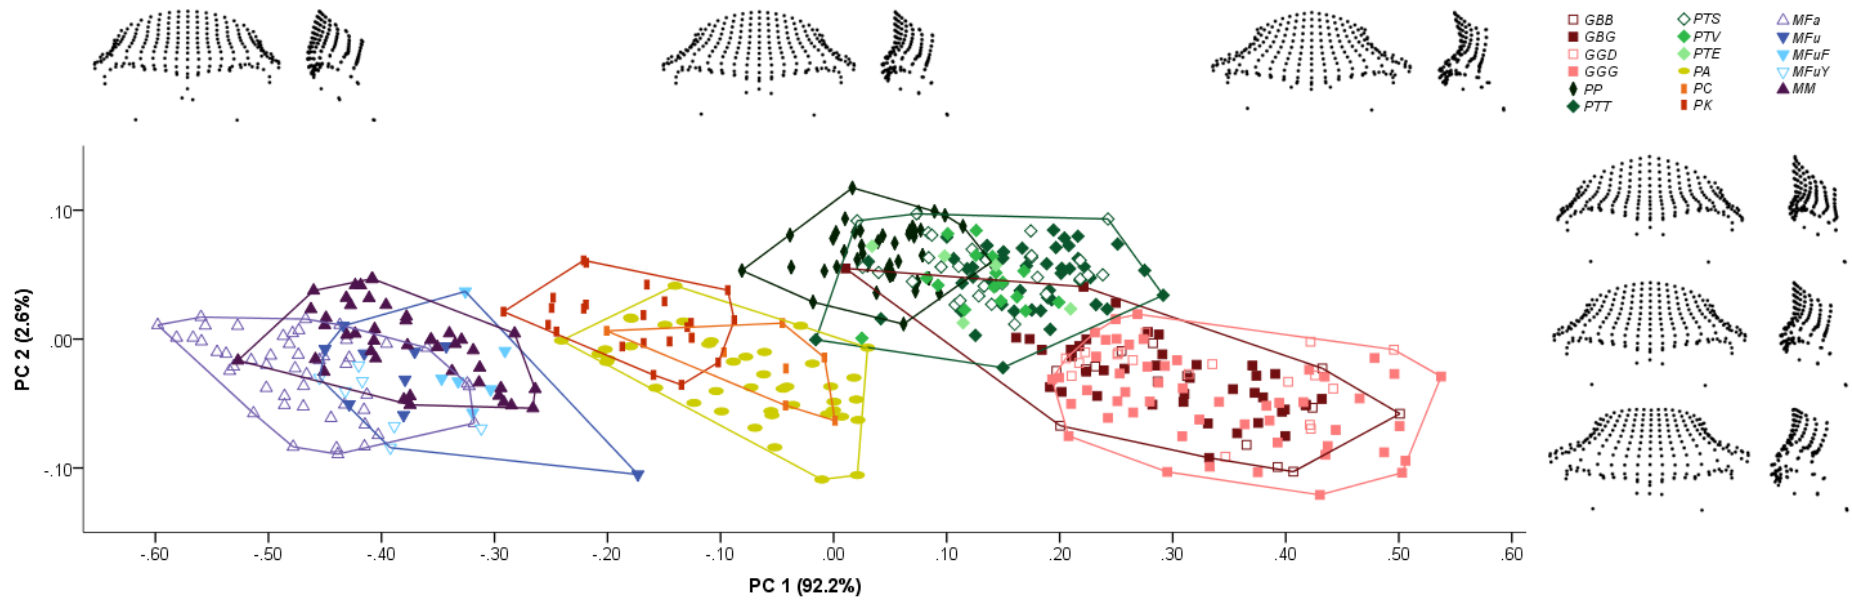 GBB PTS MFa
GBG PTV MFu
GGD PTE MFuF
GGG PA MFuY
PP PC MM
PTT PK
.10
.00
-.10
PC 2 (2.6%)
-.60 -.50 -.40 -.30 -.20 -.10 .00 .10 .20 .30 .40 .50 .60
PC 1 (92.2%)